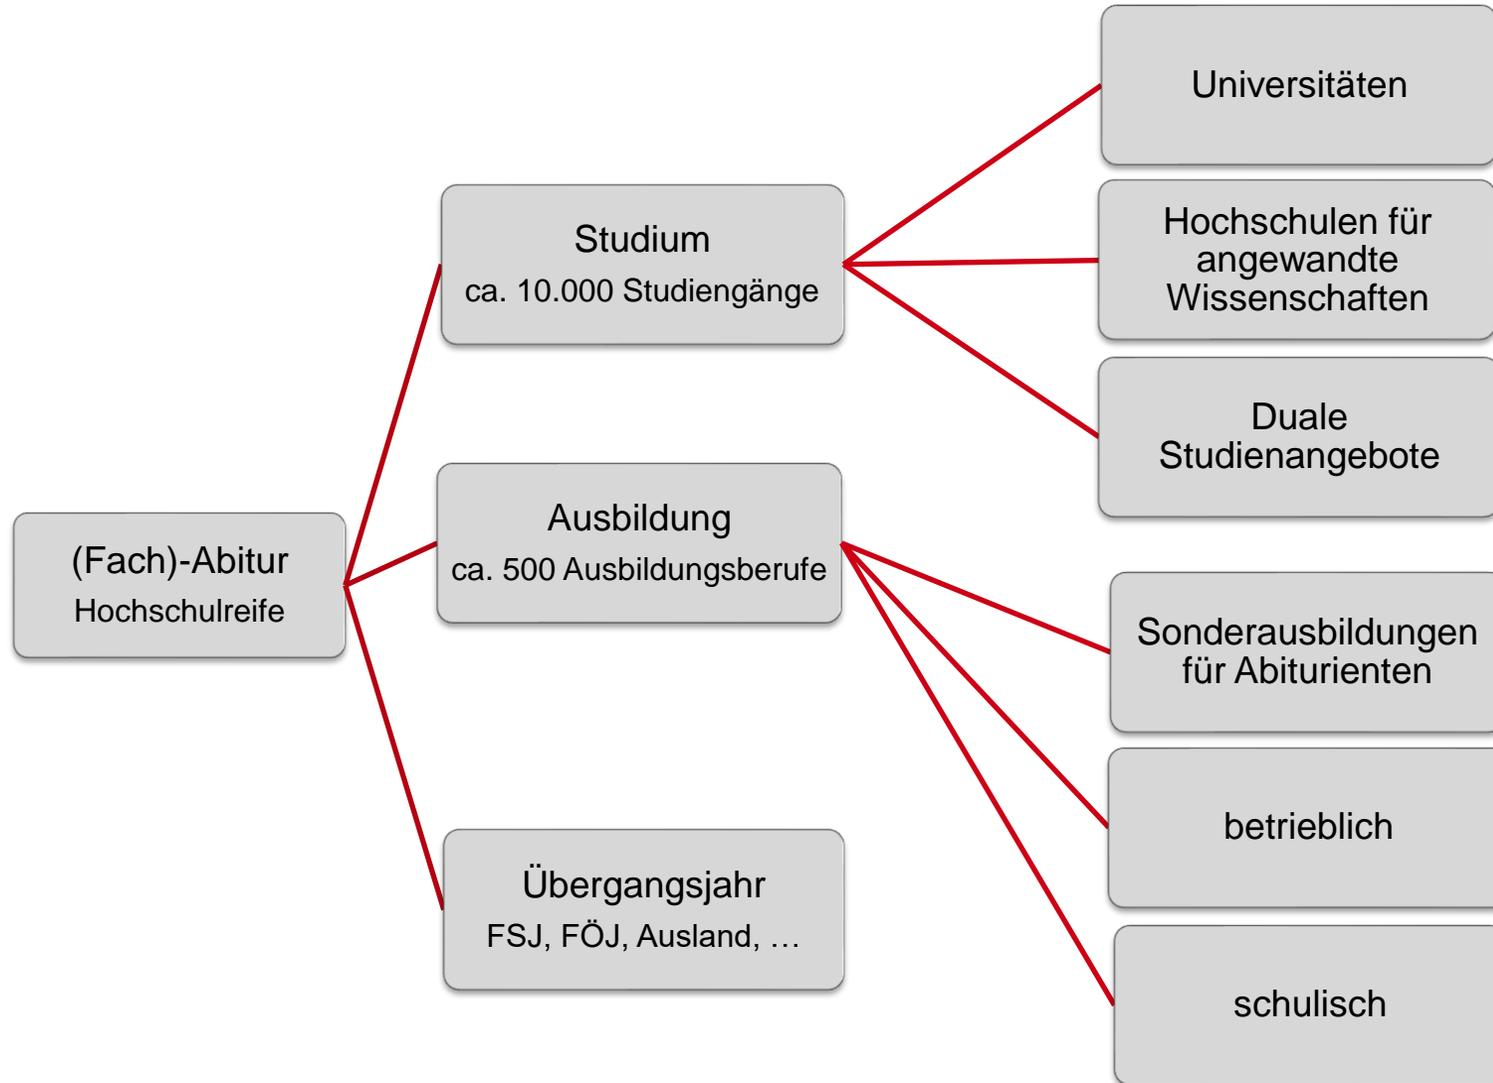 Universitäten
Studium
ca. 10.000 Studiengänge
Hochschulen für
angewandte
Wissenschaften
Duale
Studienangebote
(Fach)-Abitur
Hochschulreife
Ausbildung
ca. 500 Ausbildungsberufe
Sonderausbildungen
für Abiturienten
betrieblich
Übergangsjahr
FSJ, FÖJ, Ausland, …
schulisch